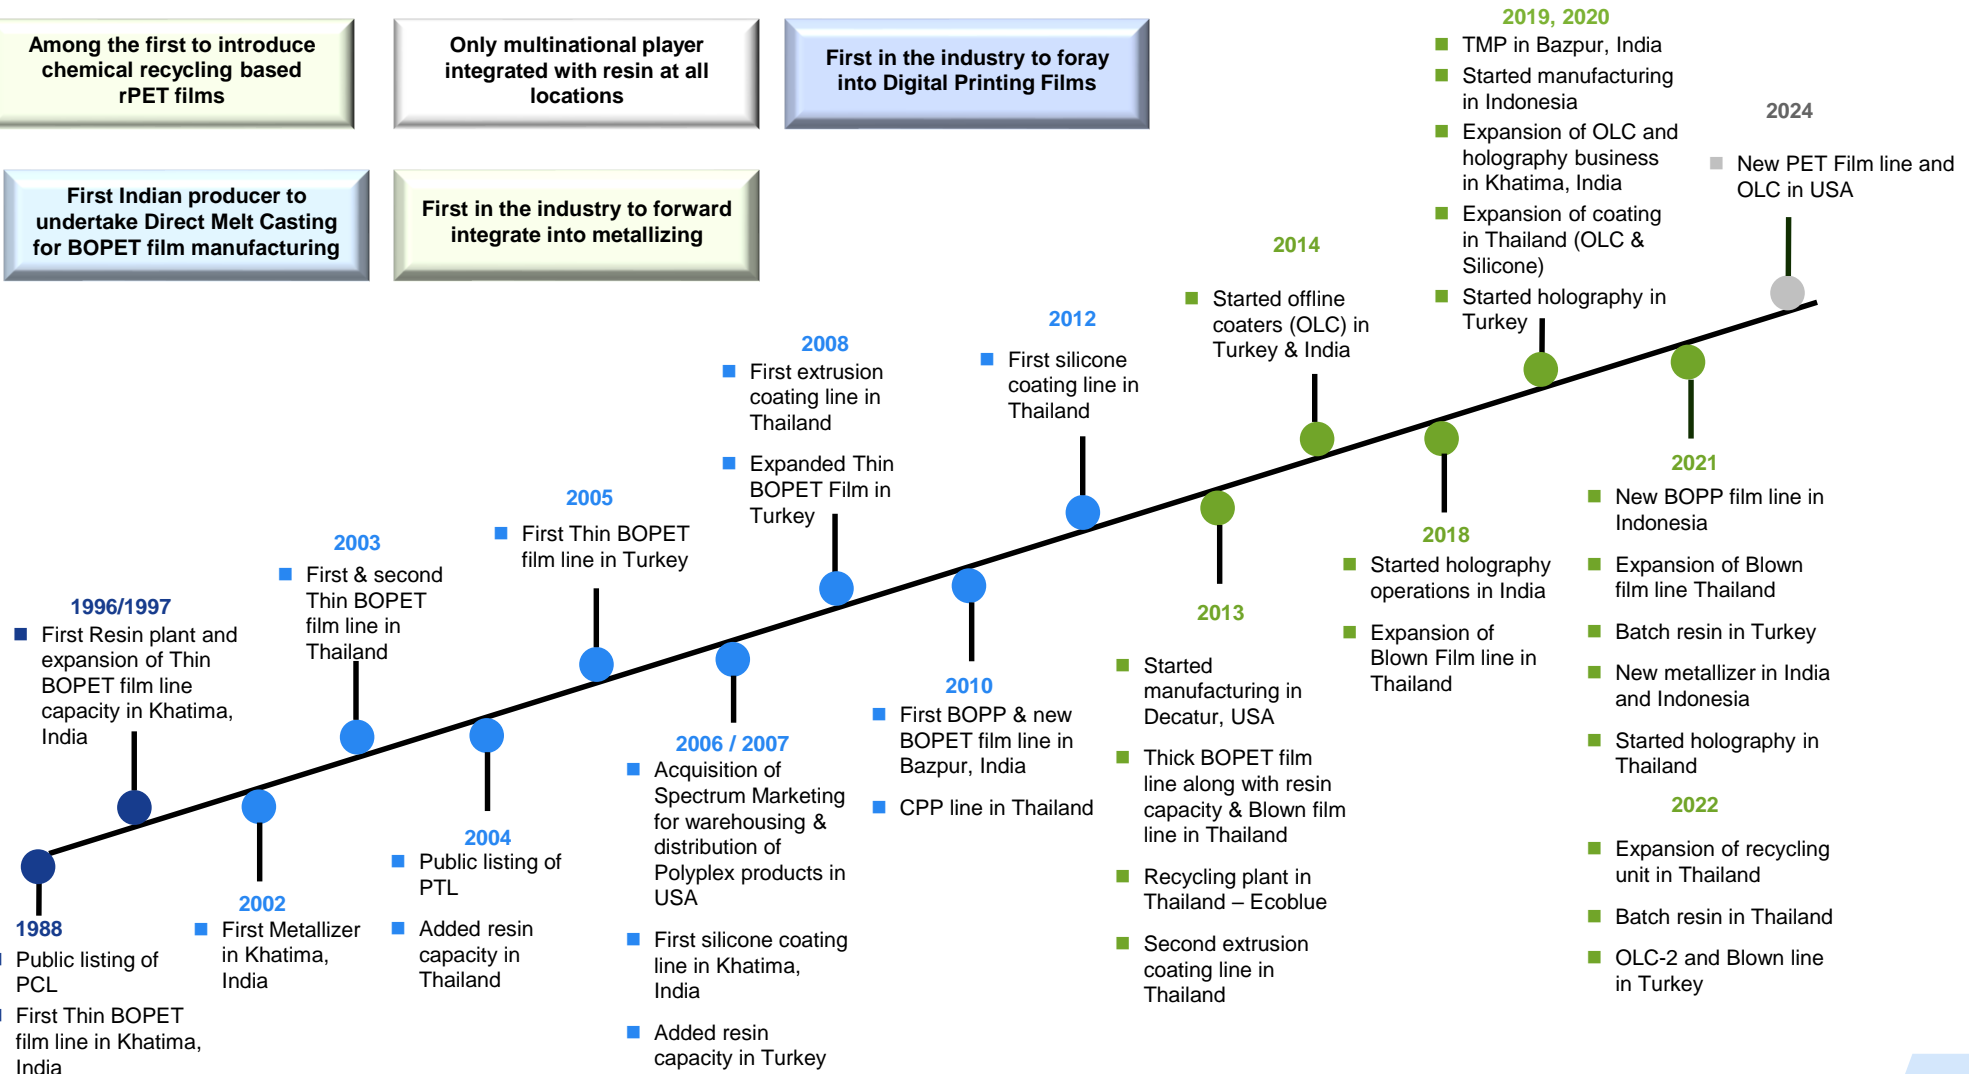 Among the first to introduce
chemical recycling based
rPET films
Only multinational player
integrated with resin at all
locations
First in the industry to foray
into Digital Printing Films
First Indian producer to
undertake Direct Melt Casting
for BOPET film manufacturing
First in the industry to forward
integrate into metallizing
1988
Public listing of
PCL
First Thin BOPET
film line in Khatima,
India
1996/1997
First Resin plant and
expansion of Thin
BOPET film line
capacity in Khatima,
India
2002
First Metallizer
in Khatima,
India
2003
First & second
Thin BOPET
film line in
Thailand
2004
Public listing of
PTL
Added resin
capacity in
Thailand
2005
First Thin BOPET
film line in Turkey
2006 / 2007
Acquisition of
Spectrum Marketing
for warehousing &
distribution of
Polyplex products in
USA
First silicone coating
line in Khatima,
India
Added resin
capacity in Turkey
2008
First extrusion
coating line in
Thailand
Expanded Thin
BOPET Film in
Turkey
2010
First BOPP & new
BOPET film line in
Bazpur, India
CPP line in Thailand
2012
First silicone
coating line in
Thailand
2013
Started
manufacturing in
Decatur, USA
Thick BOPET film
line along with resin
capacity & Blown film
line in Thailand
Recycling plant in
Thailand – Ecoblue
Second extrusion
coating line in
Thailand
2014
Started offline
coaters (OLC) in
Turkey & India
2018
Started holography
operations in India
Expansion of
Blown Film line in
Thailand
2019, 2020
TMP in Bazpur, India
Started manufacturing
in Indonesia
Expansion of OLC and
holography business
in Khatima, India
Expansion of coating
in Thailand (OLC &
Silicone)
Started holography in
Turkey
2021
New BOPP film line in
Indonesia
Expansion of Blown
film line Thailand
Batch resin in Turkey
New metallizer in India
and Indonesia
Started holography in
Thailand
2022
Expansion of recycling
unit in Thailand
Batch resin in Thailand
OLC-2 and Blown line
in Turkey
2024
New PET Film line and
OLC in USA